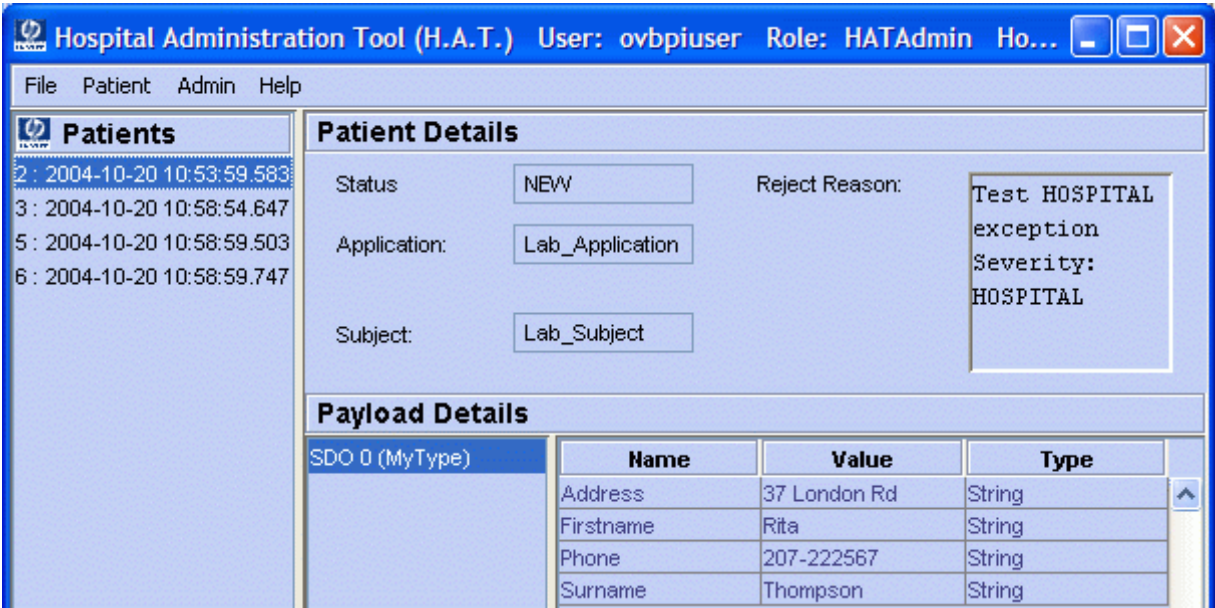 Hospital Administration Tool (H.A.T.) User: ovbpiuser Role: HATAdmin Ho...
File Patient Admin Help
Patients
2 : 2004-10-20 10:53:59.583
3 : 2004-10-20 10:58:54.647
5 : 2004-10-20 10:58:59.503
6 : 2004-10-20 10:58:59.747
Patient Details
Status NEW
Application: Lab_Application
Subject: Lab_Subject
Reject Reason:
Test HOSPITAL
exception
Severity:
HOSPITAL
Payload Details
SDO 0 (MyType)
Name Value Type
Address 37 London Rd String
Firstname Rita String
Phone 207-222567 String
Surname Thompson String